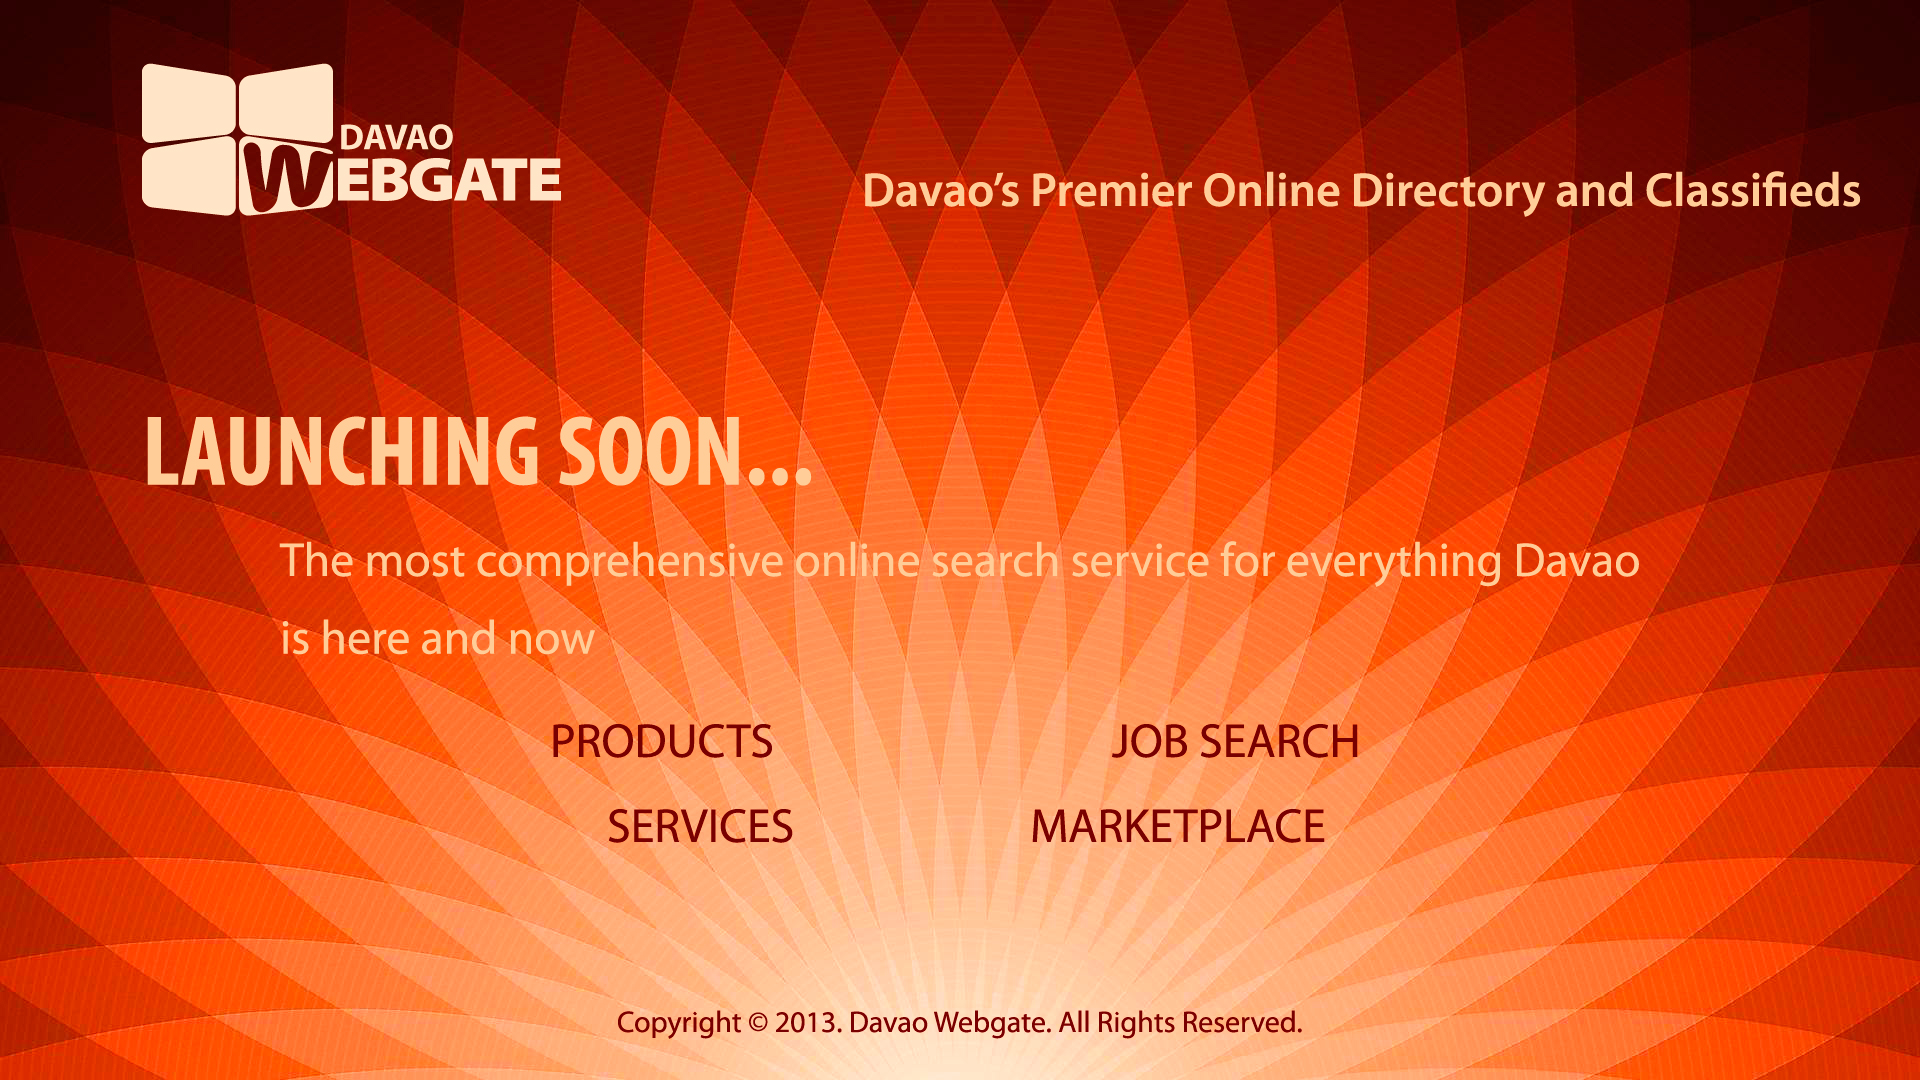 DAVAO
WEBGATE
Davao’s Premier Online Directory and Classifieds
LAUNCHING SOON...
The most comprehensive online search service for everything Davao
is here and now
PRODUCTS
JOB SEARCH
SERVICES
MARKETPLACE
Copyright © 2013. Davao Webgate. All Rights Reserved.